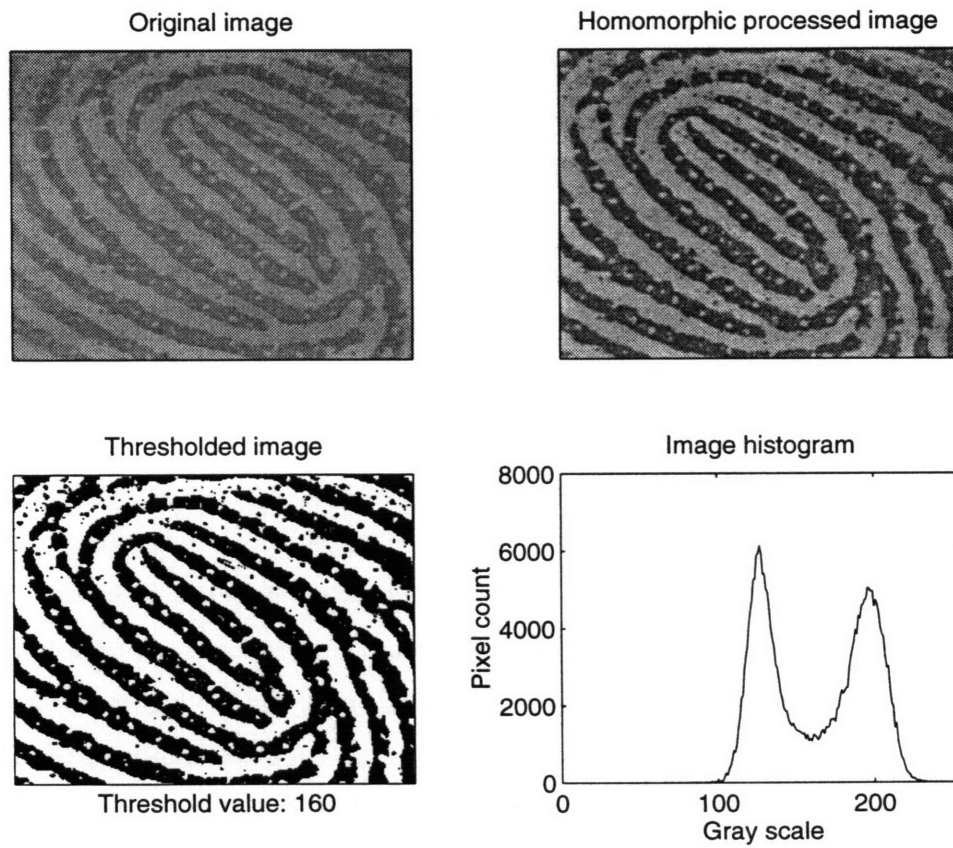 Original image
Homomorphic processed image
Thresholded image
Threshold value: 160
Image histogram
8000
6000
4000
2000
0
Pixel count
0 100 200
Gray scale